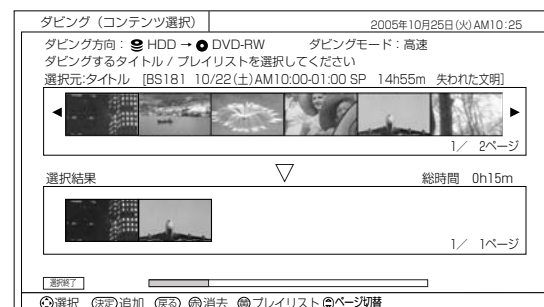 ダビング（コンテンツ選択）
2005年10月25日(火)AM10:25
ダビング方向： HDD → DVD-RW ダビングモード：高速
ダビングするタイトル / プレイリストを選択してください
選択元:タイトル [BS181 10/22(土)AM10:00-01:00 SP 14h55m 失われた文明]
1／ 2ページ
選択結果 総時間 0h15m
1／ 1ページ
選択終了
選択 決定 追加 戻る 赤 消去 プレイリスト ページ切替